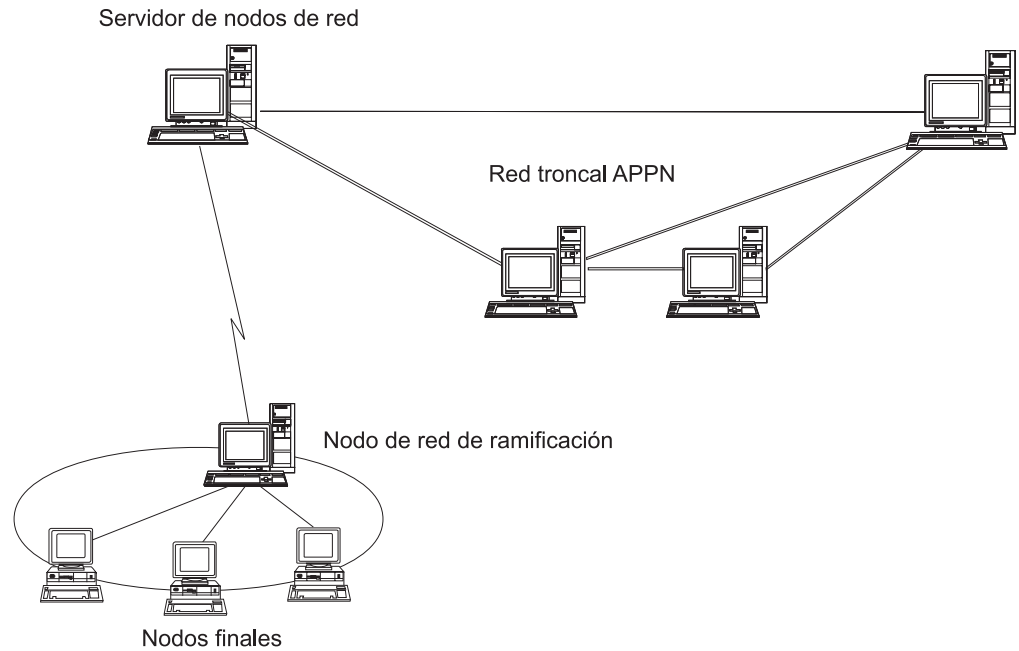 Servidor de nodos de red
Red troncal APPN
Nodo de red de ramificación
Nodos finales